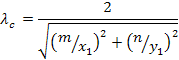 λ_c = 2 / √((m/x₁)² + (n/y₁)²)